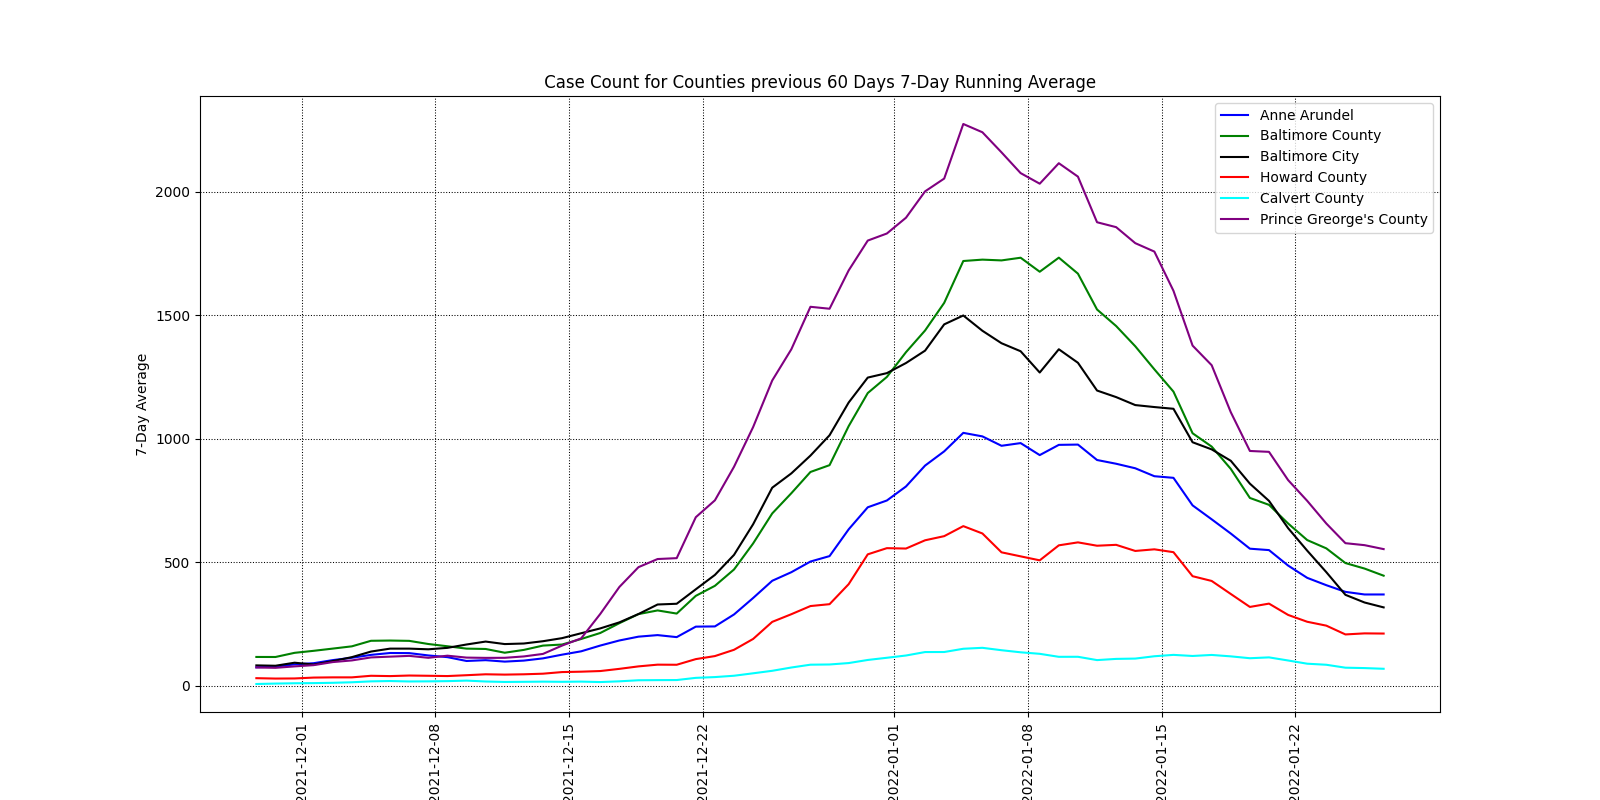 Case Count for Counties previous 60 Days 7-Day Running Average
Anne Arundel
Baltimore County
Baltimore City
Howard County
Calvert County
Prince Greorge's County
7-Day Average
2000
1500
1000
500
0
2021-12-01
2021-12-08
2021-12-15
2021-12-22
2022-01-01
2022-01-08
2022-01-15
2022-01-22